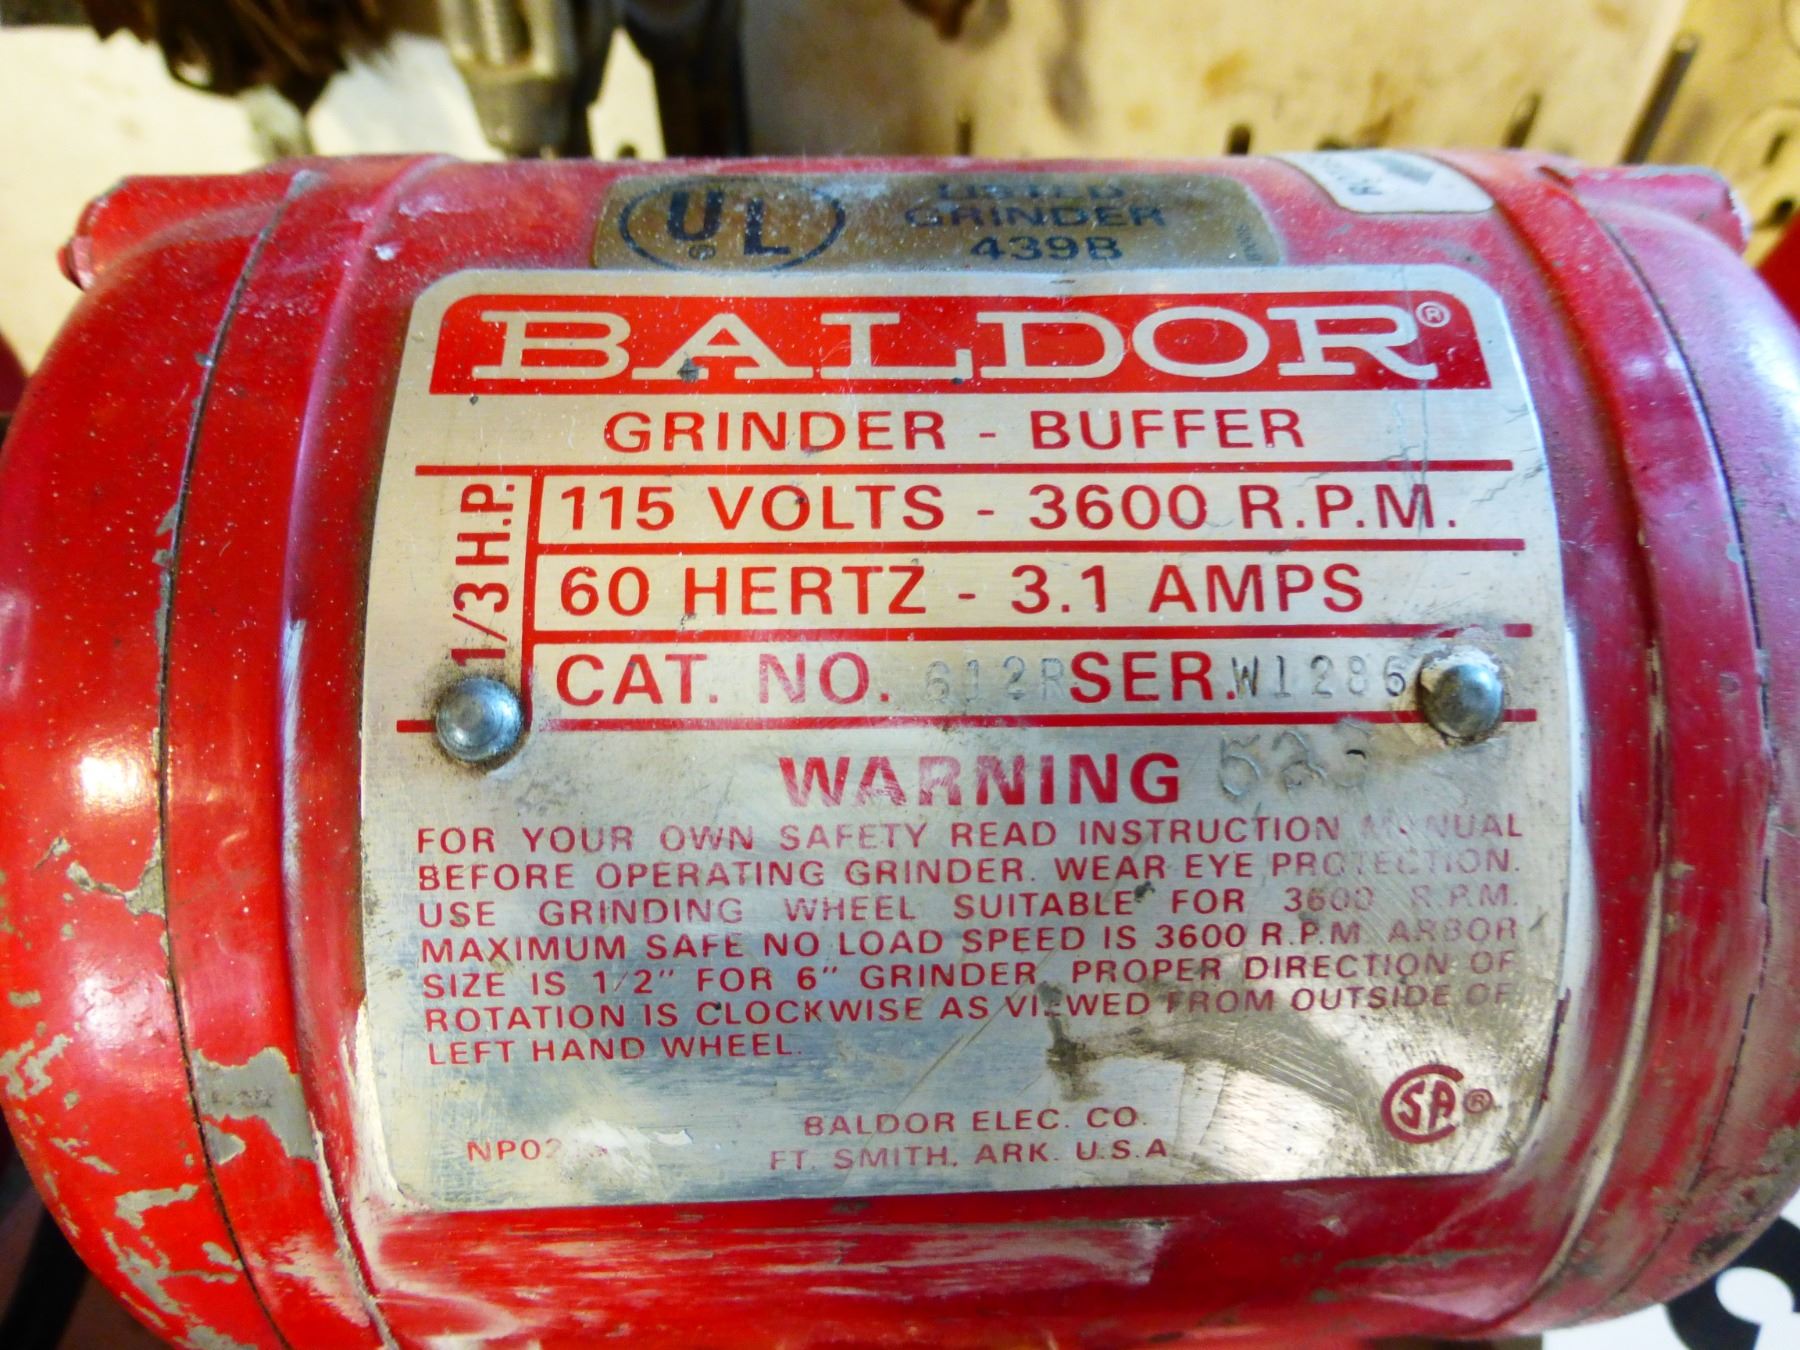 UL
LISTED
GRINDER
439B
BALDOR®
GRINDER - BUFFER
1/3 H.P.
115 VOLTS - 3600 R.P.M.
60 HERTZ - 3.1 AMPS
CAT. NO. 612R SER. W1286
WARNING 523
FOR YOUR OWN SAFETY READ INSTRUCTION MANUAL
BEFORE OPERATING GRINDER. WEAR EYE PROTECTION.
USE GRINDING WHEEL SUITABLE FOR 3600 R.P.M.
MAXIMUM SAFE NO LOAD SPEED IS 3600 R.P.M. ARBOR
SIZE IS 1/2" FOR 6" GRINDER. PROPER DIRECTION OF
ROTATION IS CLOCKWISE AS VIEWED FROM OUTSIDE OF
LEFT HAND WHEEL.
CSA®
BALDOR ELEC. CO.
FT. SMITH, ARK. U.S.A.